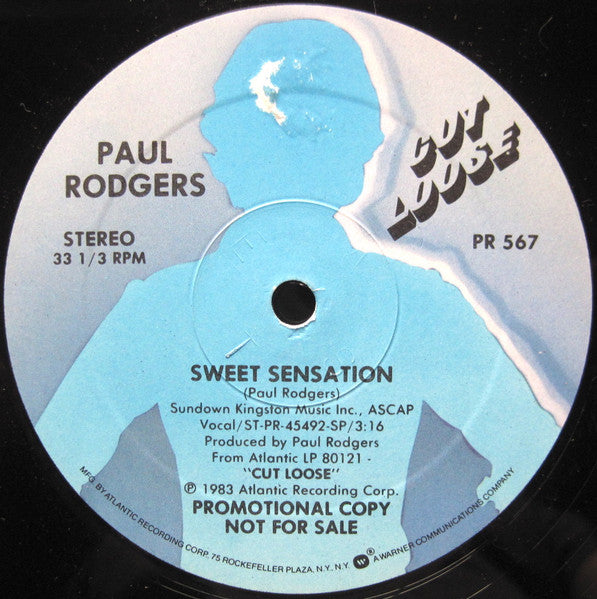 PAUL
RODGERS
CUT
LOOSE
STEREO
33 1/3 RPM
PR 567
SWEET SENSATION
(Paul Rodgers)
Sundown Kingston Music Inc., ASCAP
Vocal/ST-PR-45492-SP/3:16
Produced by Paul Rodgers
From Atlantic LP 80121 -
"CUT LOOSE"
℗ 1983 Atlantic Recording Corp.
PROMOTIONAL COPY
NOT FOR SALE
MFG. BY ATLANTIC RECORDING CORP. 75 ROCKEFELLER PLAZA, N.Y., N.Y. ® A WARNER COMMUNICATIONS COMPANY